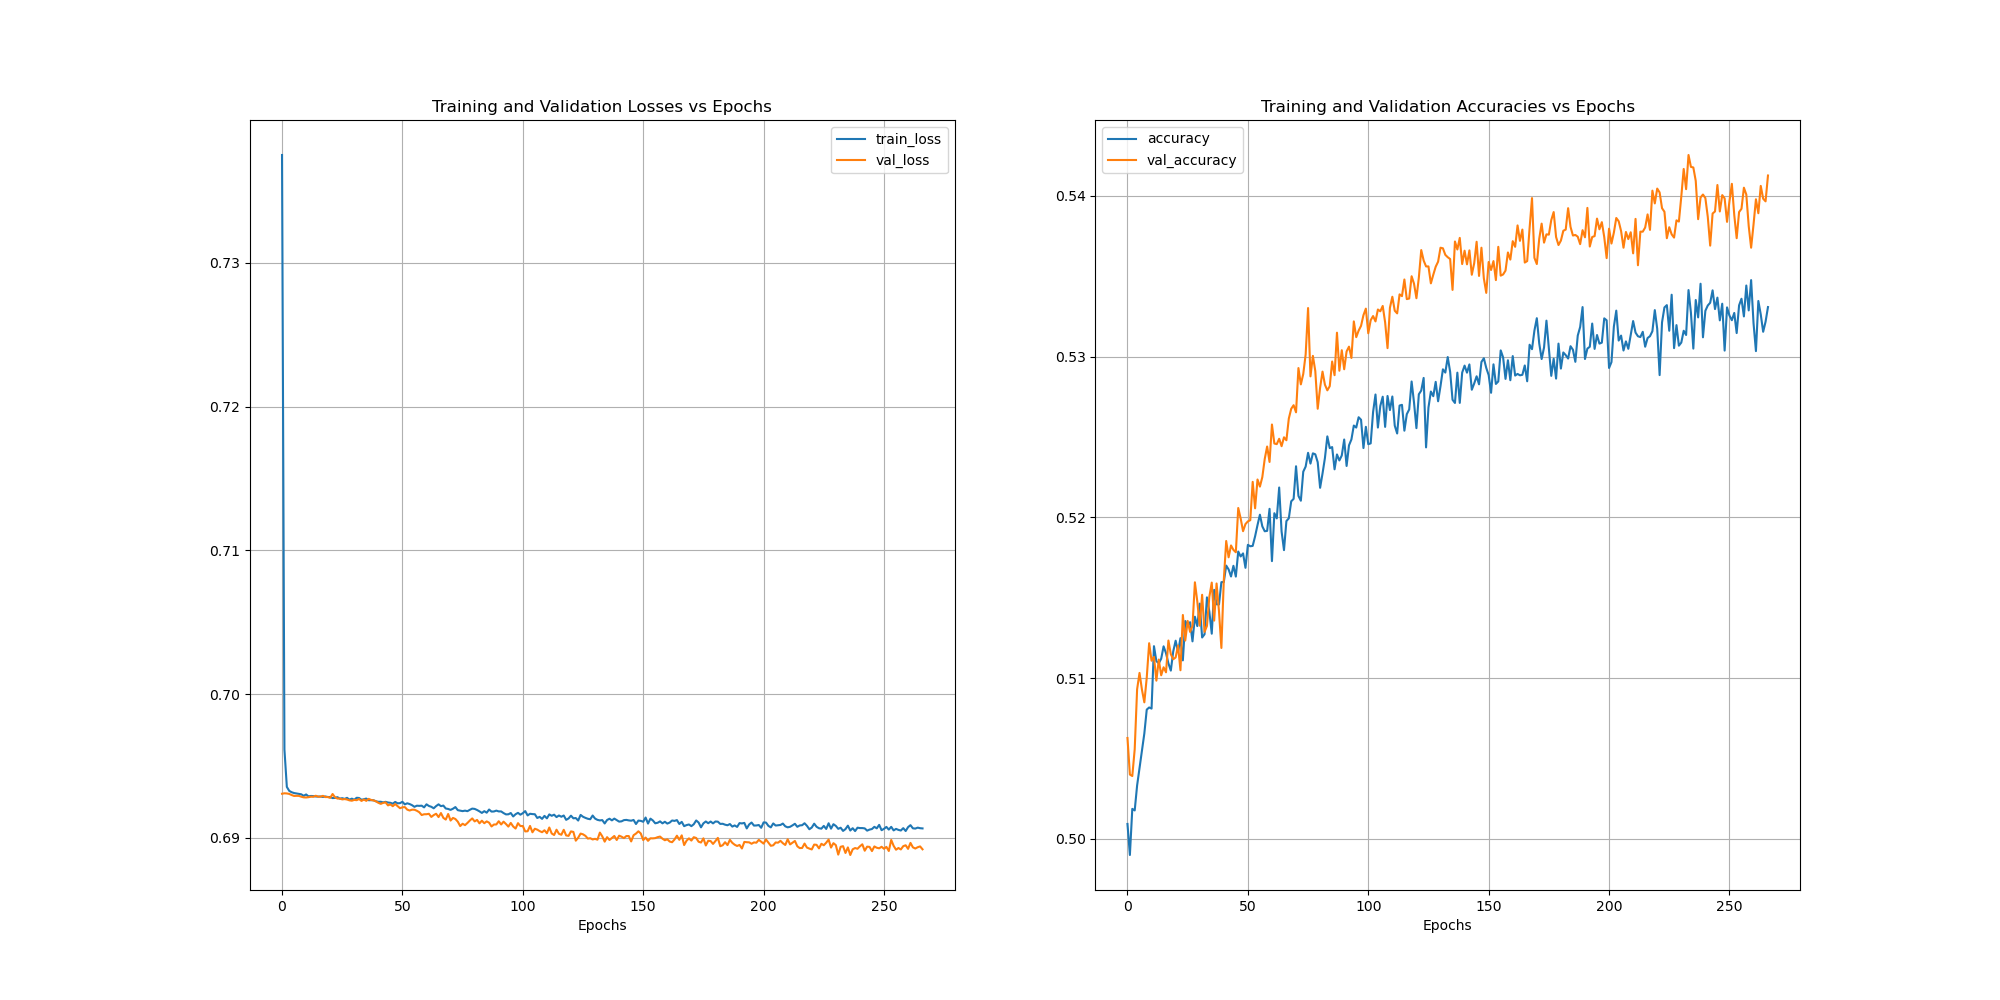 Training and Validation Losses vs Epochs
train_loss
val_loss
0.73
0.72
0.71
0.70
0.69
0
50
100
150
200
250
Epochs
Training and Validation Accuracies vs Epochs
accuracy
val_accuracy
0.54
0.53
0.52
0.51
0.50
0
50
100
150
200
250
Epochs